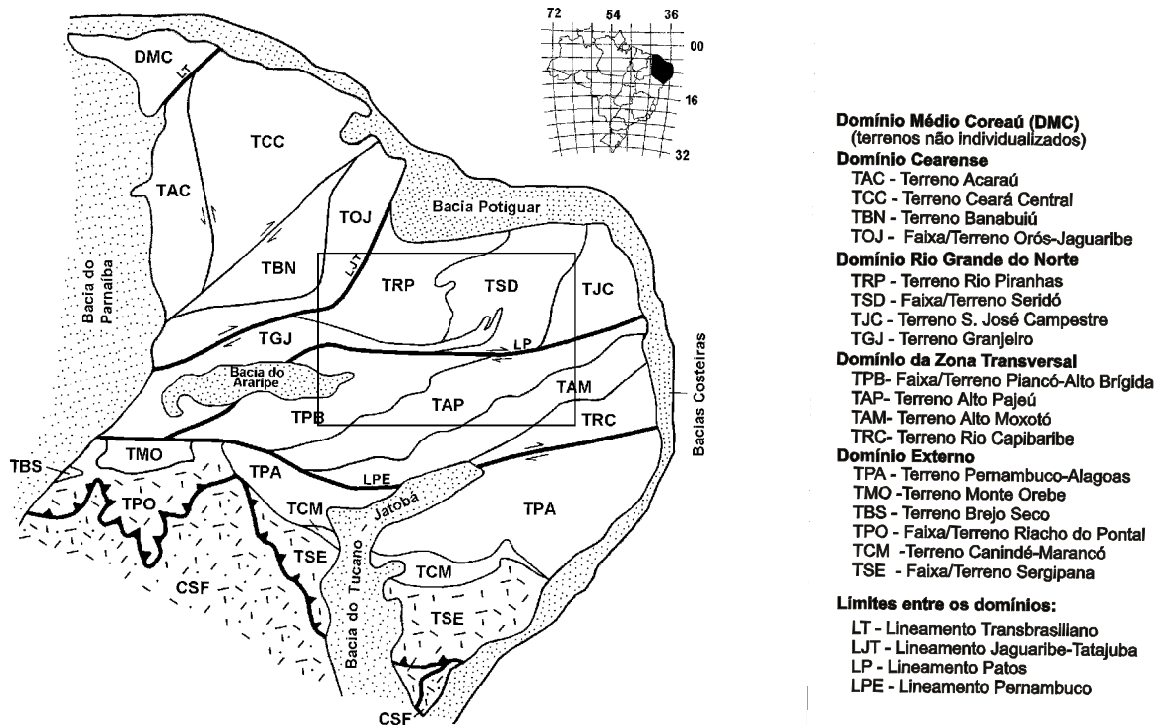 72 54 36
00
16
32
DMC
LT
TCC
TAC
Bacia Potiguar
TOJ
LJT
TBN
TRP
TSD
TJC
Bacia do
Parnaíba
TGJ
LP
Bacia do
Araripe
TAM
TPB
TAP
TRC
Bacias Costeiras
TMO
TBS
TPA
LPE
Jatobá
TPO
TCM
TPA
TSE
CSF
TCM
TSE
Bacia do Tucano
CSF
Domínio Médio Coreaú (DMC)
(terrenos não individualizados)
Domínio Cearense
TAC - Terreno Acaraú
TCC - Terreno Ceará Central
TBN - Terreno Banabuiú
TOJ - Faixa/Terreno Orós-Jaguaribe
Domínio Rio Grande do Norte
TRP - Terreno Rio Piranhas
TSD - Faixa/Terreno Seridó
TJC - Terreno S. José Campestre
TGJ - Terreno Granjeiro
Domínio da Zona Transversal
TPB- Faixa/Terreno Piancó-Alto Brígida
TAP- Terreno Alto Pajeú
TAM- Terreno Alto Moxotó
TRC- Terreno Rio Capibaribe
Domínio Externo
TPA - Terreno Pernambuco-Alagoas
TMO -Terreno Monte Orebe
TBS - Terreno Brejo Seco
TPO - Faixa/Terreno Riacho do Pontal
TCM -Terreno Canindé-Marancó
TSE - Faixa/Terreno Sergipana
Limites entre os domínios:
LT - Lineamento Transbrasiliano
LJT - Lineamento Jaguaribe-Tatajuba
LP - Lineamento Patos
LPE - Lineamento Pernambuco